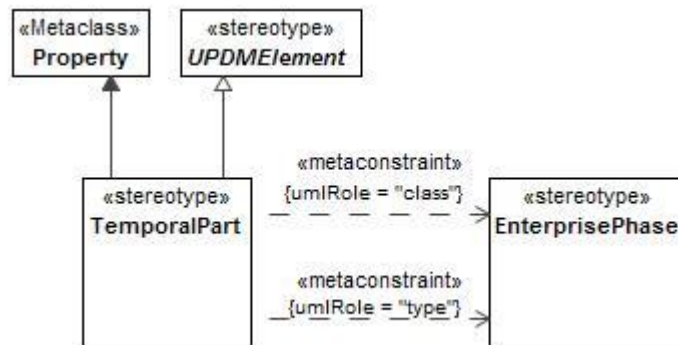 «Metaclass»
Property
«stereotype»
UPDMElement
«stereotype»
TemporalPart
«metaconstraint»
{umlRole = "class"}
«metaconstraint»
{umlRole = "type"}
«stereotype»
EnterprisePhase